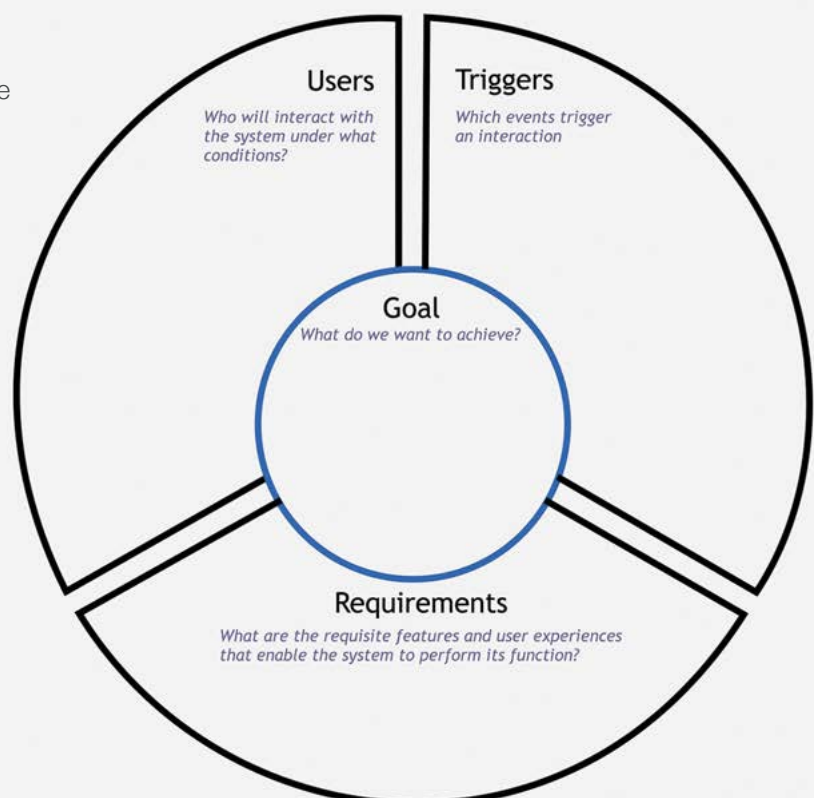 e
Users
Who will interact with
the system under what
conditions?
Triggers
Which events trigger
an interaction
Goal
What do we want to achieve?
Requirements
What are the requisite features and user experiences
that enable the system to perform its function?